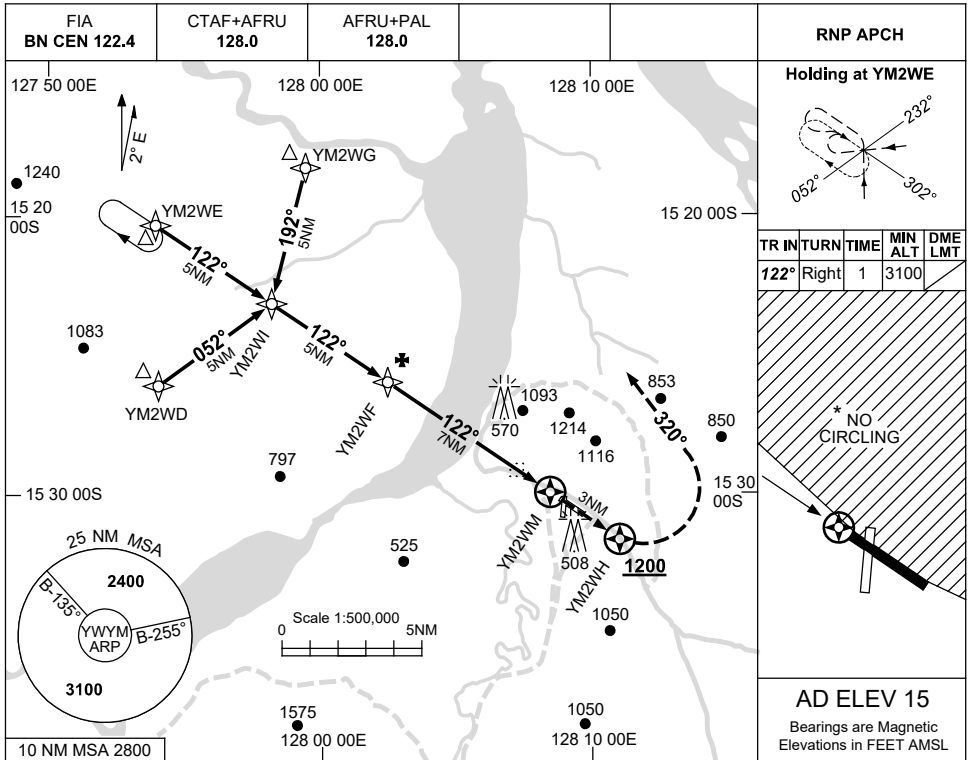 FIA
BN CEN 122.4
CTAF+AFRU
128.0
AFRU+PAL
128.0
RNP APCH
127 50 00E
128 00 00E
128 10 00E
2° E
1240
15 20
00S
15 20 00S
YM2WE
YM2WG
122°
5NM
192°
5NM
1083
052°
5NM
YM2WI
YM2WD
122°
5NM
YM2WF
122°
7NM
570
1093
1214
1116
853
850
320°
797
15 30 00S
15 30
00S
3NM
YM2WM
508
YM2WH
1200
525
1050
25 NM MSA
2400
B-135°
B-255°
YWYM
ARP
3100
Scale 1:500,000
0
5NM
1575
1050
128 00 00E
128 10 00E
10 NM MSA 2800
Holding at YM2WE
232°
052°
302°
TR IN
TURN
TIME
MIN
ALT
DME
LMT
122°
Right
1
3100
* NO
CIRCLING
AD ELEV 15
Bearings are Magnetic
Elevations in FEET AMSL